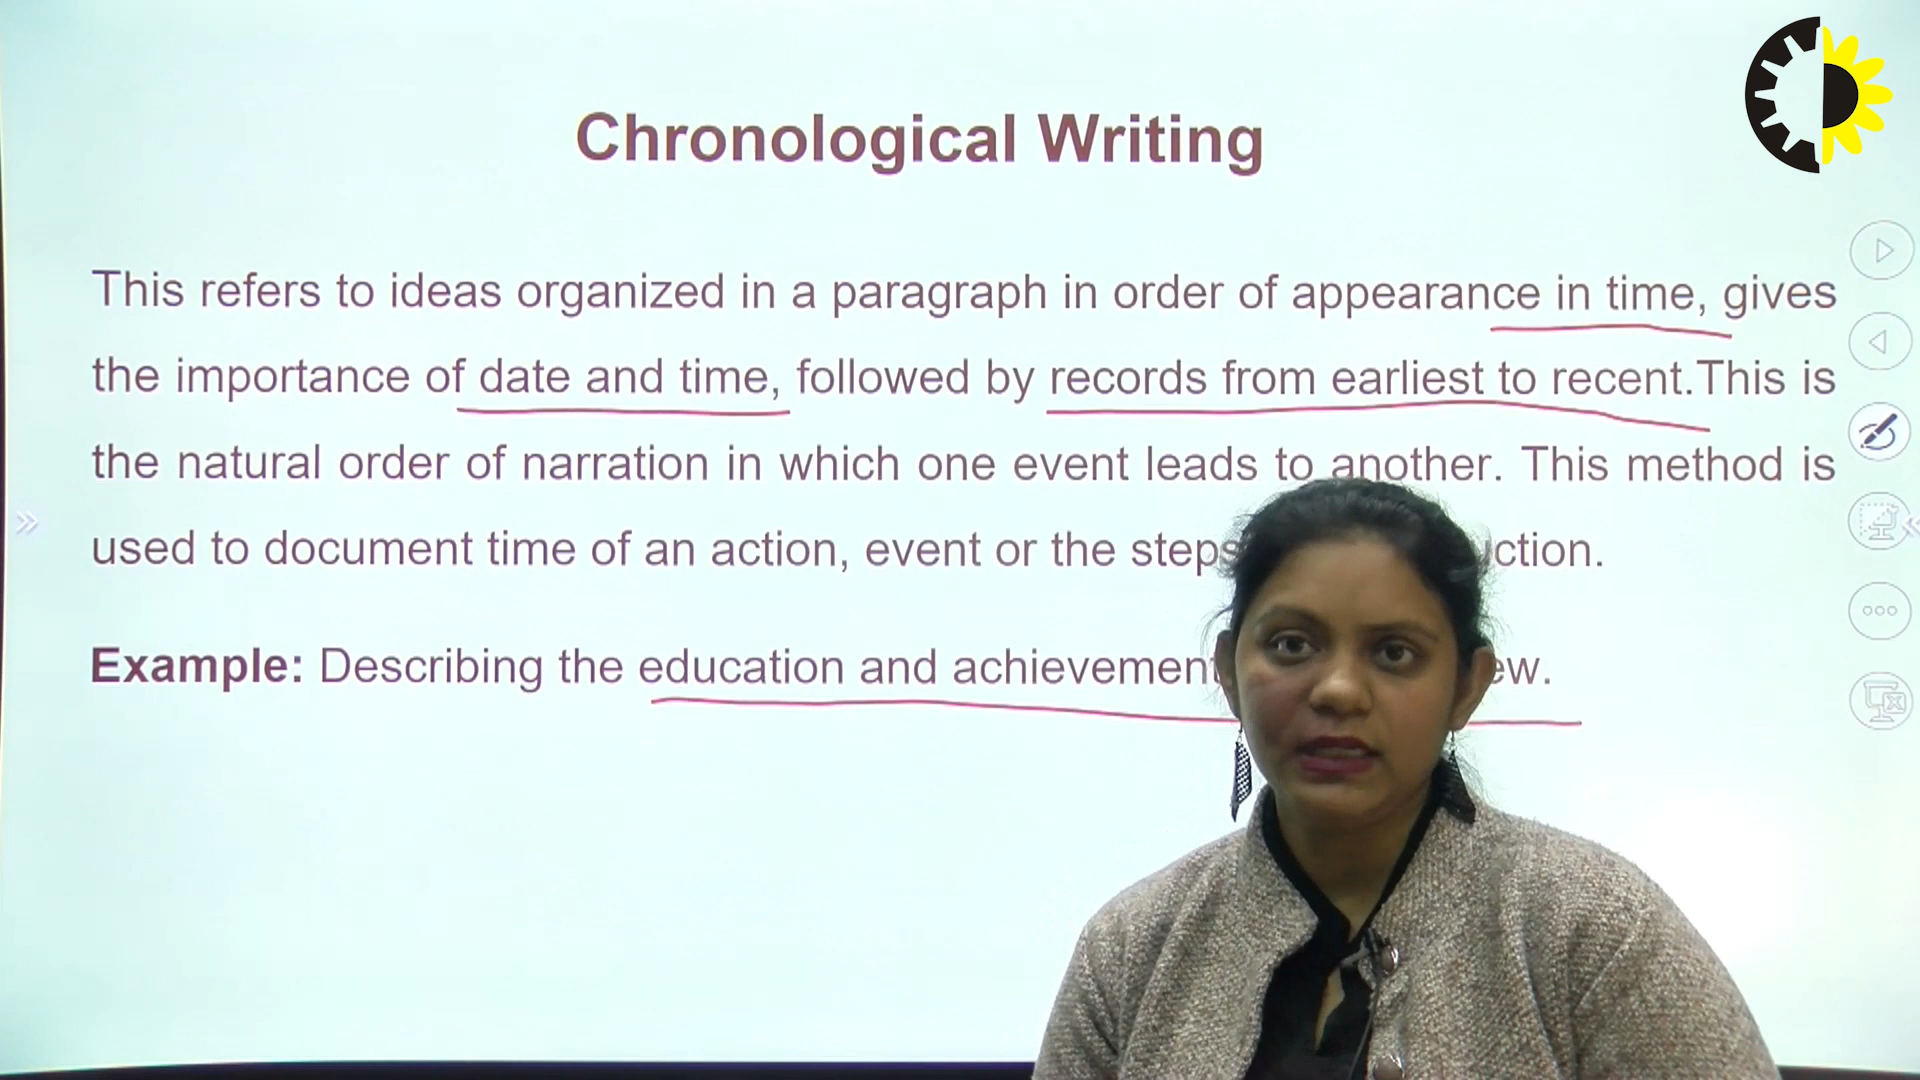 Chronological Writing
This refers to ideas organized in a paragraph in order of appearance in time, gives
the importance of date and time, followed by records from earliest to recent.This is
the natural order of narration in which one event leads to another. This method is
used to document time of an action, event or the steps
Example: Describing the education and achievement